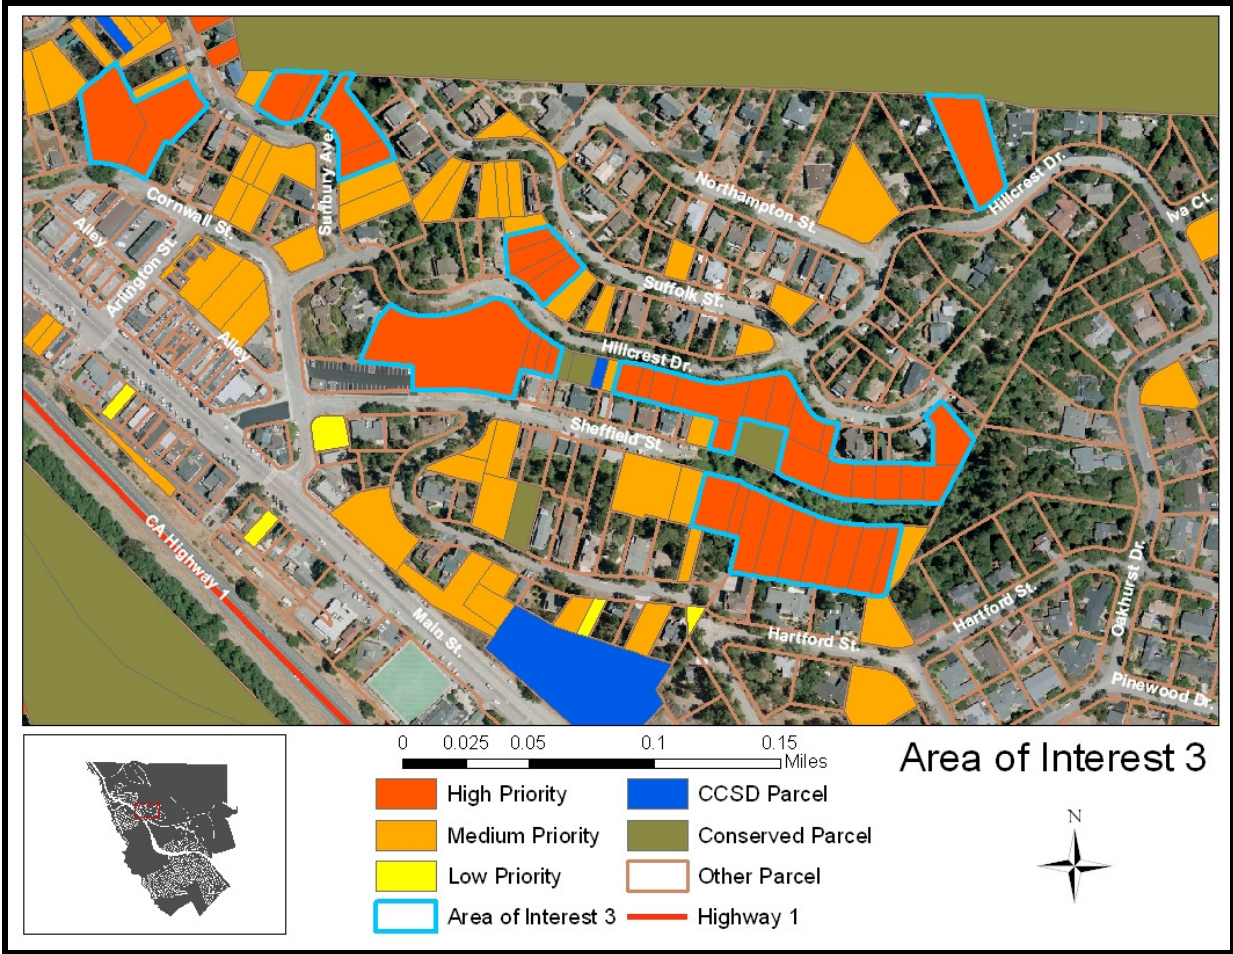 Sunbury Ave.
Northampton St.
Hillcrest Dr.
Iva Ct.
Cornwall St.
Alley
Arlington St.
Alley
Suffolk St.
Hillcrest Dr.
Sheffield St.
CA Highway 1
Main St.
Hartford St.
Hartford St.
Oakhurst Dr.
Pinewood Dr.
0 0.025 0.05 0.1 0.15
Miles
Area of Interest 3
High Priority
CCSD Parcel
Medium Priority
Conserved Parcel
Low Priority
Other Parcel
Area of Interest 3
Highway 1
N